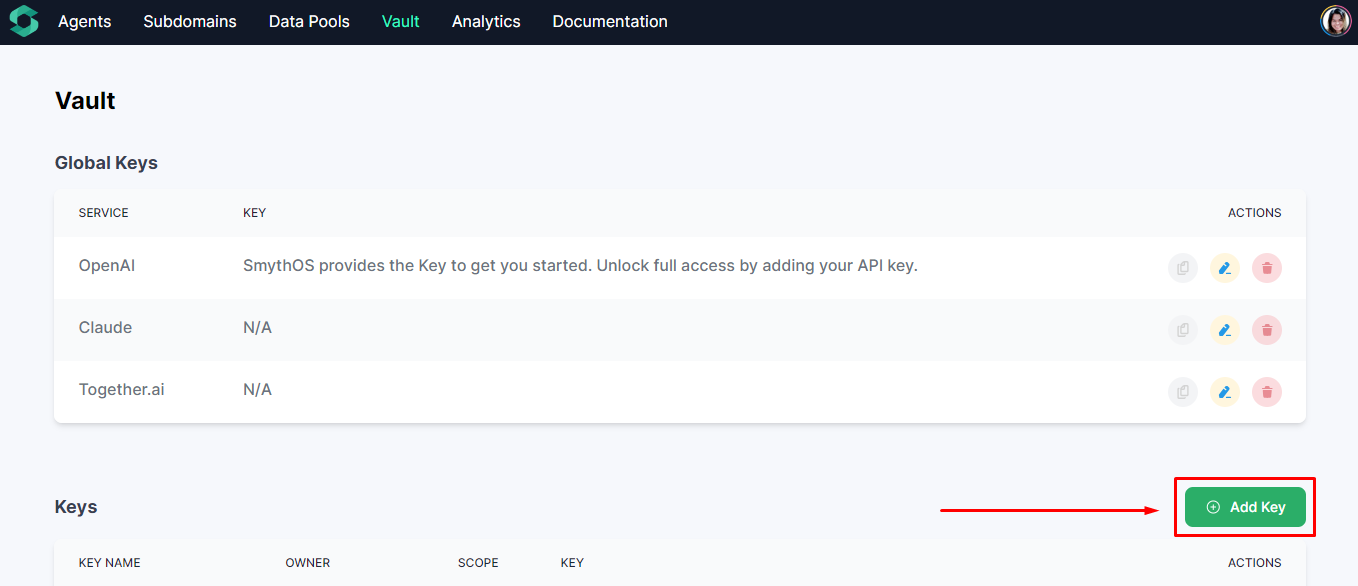 Agents Subdomains Data Pools Vault Analytics Documentation
Vault
Global Keys
SERVICE KEY ACTIONS
OpenAI SmythOS provides the Key to get you started. Unlock full access by adding your API key.
Claude N/A
Together.ai N/A
Keys Add Key
KEY NAME OWNER SCOPE KEY ACTIONS